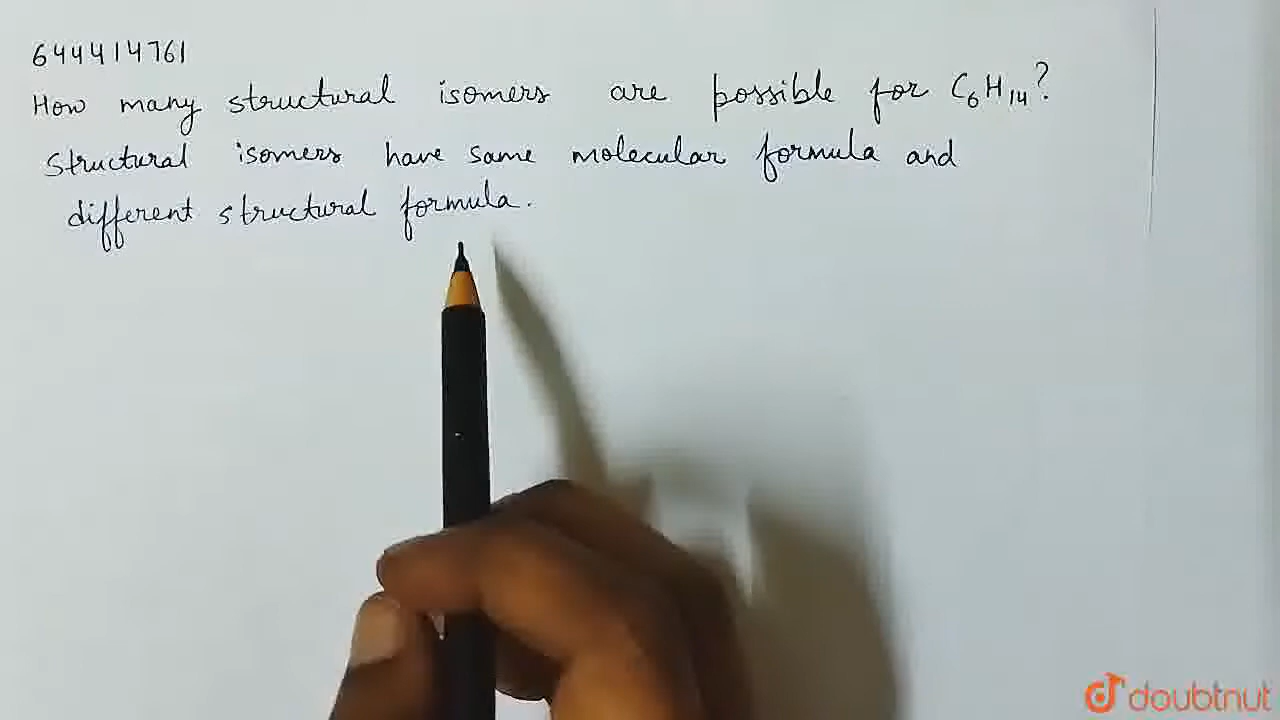 644414761
How many structural isomers are possible for C₆H₁₄?
Structural isomers have same molecular formula and
different structural formula.
doubtnut